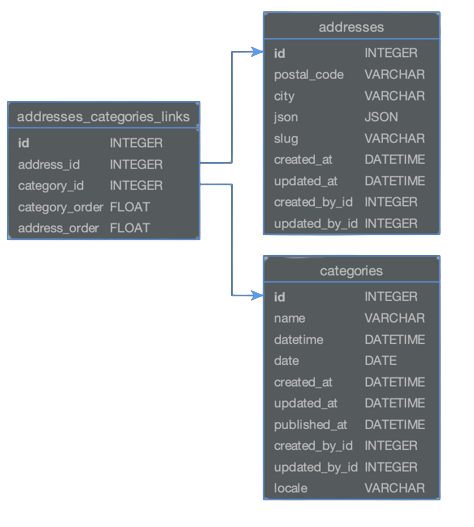 addresses
id INTEGER
postal_code VARCHAR
city VARCHAR
json JSON
slug VARCHAR
created_at DATETIME
updated_at DATETIME
created_by_id INTEGER
updated_by_id INTEGER
addresses_categories_links
id INTEGER
address_id INTEGER
category_id INTEGER
category_order FLOAT
address_order FLOAT
categories
id INTEGER
name VARCHAR
datetime DATETIME
date DATE
created_at DATETIME
updated_at DATETIME
published_at DATETIME
created_by_id INTEGER
updated_by_id INTEGER
locale VARCHAR